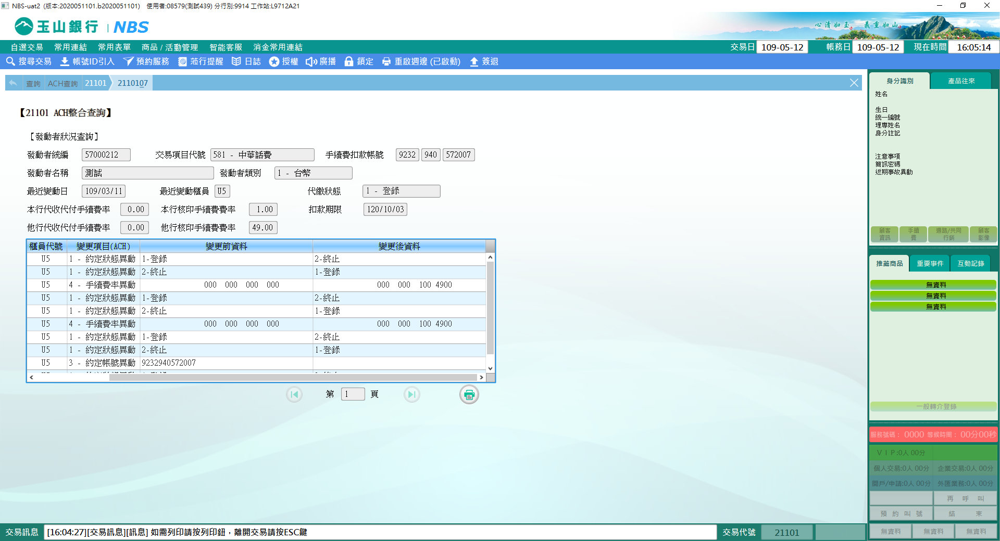 NBS-uat2 (版本:2020051101.b2020051101) 使用者:08579(測試439) 分行別:9914 工作站:L9712A21
玉山銀行 | NBS
心清如玉。 義重如山。
自選交易 常用連結 常用表單 商品 / 活動管理 智能客服 消金常用連結 交易日 109-05-12 帳務日 109-05-12 現在時間 16:05:14
搜尋交易 帳號ID引入 預約服務 蒞行提醒 日誌 授權 廣播 鎖定 重啟週邊 (已啟動) 簽退
查詢 ACH查詢 21101 2110107
【21101 ACH整合查詢】
【發動者狀況查詢】
發動者統編 57000212 交易項目代號 581 - 中華話費 手續費扣款帳號 9232 940 572007
發動者名稱 測試 發動者類別 1 - 台幣
最近變動日 109/03/11 最近變動櫃員 U5 代繳狀態 1 - 登錄
本行代收代付手續費率 0.00 本行核印手續費費率 1.00 扣款期限 120/10/03
他行代收代付手續費率 0.00 他行核印手續費費率 49.00
櫃員代號 變更項目(ACH) 變更前資料 變更後資料
U5 1 - 約定狀態異動 1-登錄 2-終止
U5 1 - 約定狀態異動 2-終止 1-登錄
U5 4 - 手續費率異動 000 000 000 000 000 000 100 4900
U5 1 - 約定狀態異動 1-登錄 2-終止
U5 1 - 約定狀態異動 2-終止 1-登錄
U5 4 - 手續費率異動 000 000 000 000 000 000 100 4900
U5 1 - 約定狀態異動 1-登錄 2-終止
U5 1 - 約定狀態異動 2-終止 1-登錄
U5 3 - 約定帳號異動 9232940572007
第 1 頁
身分識別 產品往來
姓名
生日
統一編號
理專姓名
身分註記
注意事項
簡訊密碼
近期事故異動
顧客資訊 手續費 通路/共同行銷 顧客影像
推薦商品 重要事件 互動記錄
無資料
無資料
無資料
一般轉介登錄
服務號碼： 0000 等候時間： 00分00秒
ＶＩＰ:0人 00分
個人交易:0人 00分 企業交易:0人 00分
開戶/申請:0人 00分 外匯業務:0人 00分
再 呼 叫
預 約 叫 號 結 束
無資料 無資料 無資料
交易訊息 [16:04:27][交易訊息][訊息] 如需列印請按列印鈕，離開交易請按ESC鍵 交易代號 21101